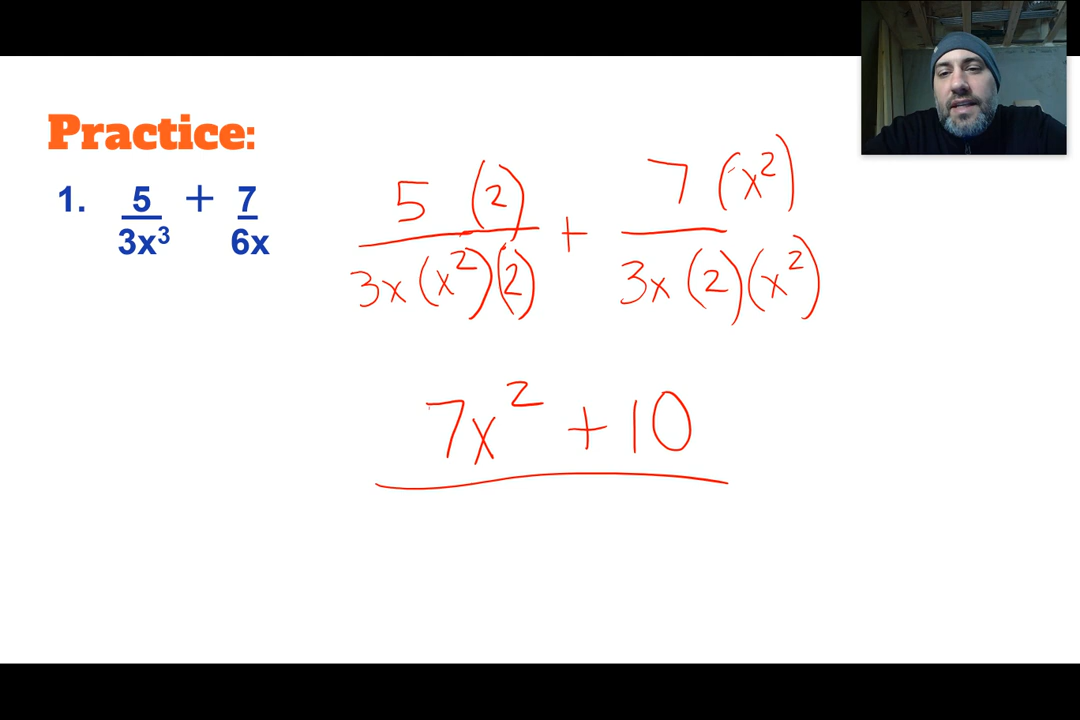 Practice:
1. 5/3x³ + 7/6x
5 (2)/3x (x²)(2) + 7 (x²)/3x (2)(x²)
7x² + 10